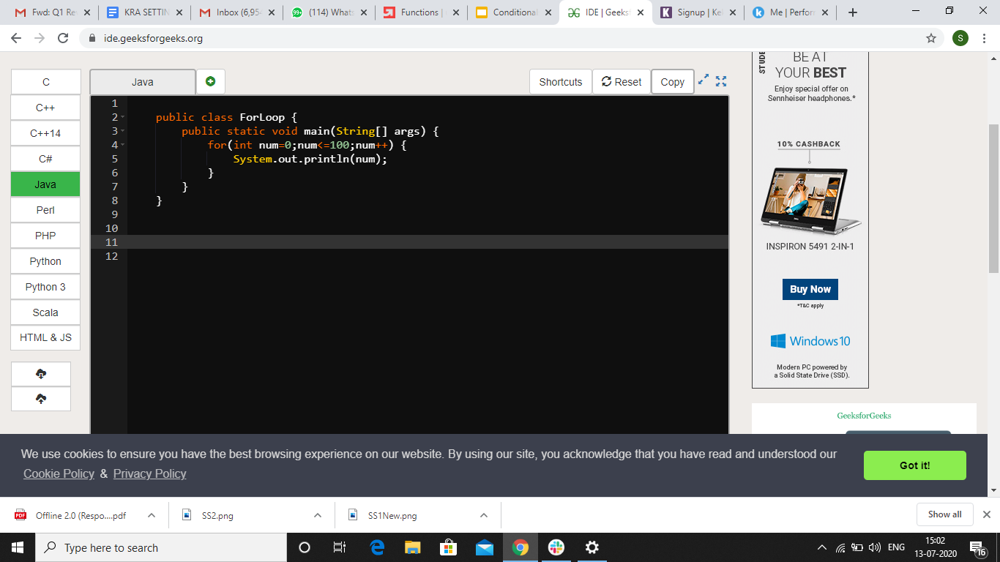 Fwd: Q1 Re
KRA SETTIN
Inbox (6,95
(114) Whats
Functions |
Conditional
IDE | Geeks
Signup | Ke
Me | Perfor
ide.geeksforgeeks.org
S
C
C++
C++14
C#
Java
Perl
PHP
Python
Python 3
Scala
HTML & JS
Java
Shortcuts
Reset
Copy
1
2 public class ForLoop {
3 public static void main(String[] args) {
4 for(int num=0;num<=100;num++) {
5 System.out.println(num);
6 }
7 }
8 }
9
10
11
12
STUDE
BE AT
YOUR BEST
Enjoy special offer on
Sennheiser headphones.*
10% CASHBACK
INSPIRON 5491 2-IN-1
Buy Now
*T&C apply
Windows 10
Modern PC powered by
a Solid State Drive (SSD).
GeeksforGeeks
We use cookies to ensure you have the best browsing experience on our website. By using our site, you acknowledge that you have read and understood our
Cookie Policy & Privacy Policy
Got it!
PDF
Offline 2.0 (Respo....pdf
SS2.png
SS1New.png
Show all
Type here to search
ENG
15:02
13-07-2020
16